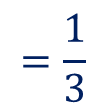 = 1/3